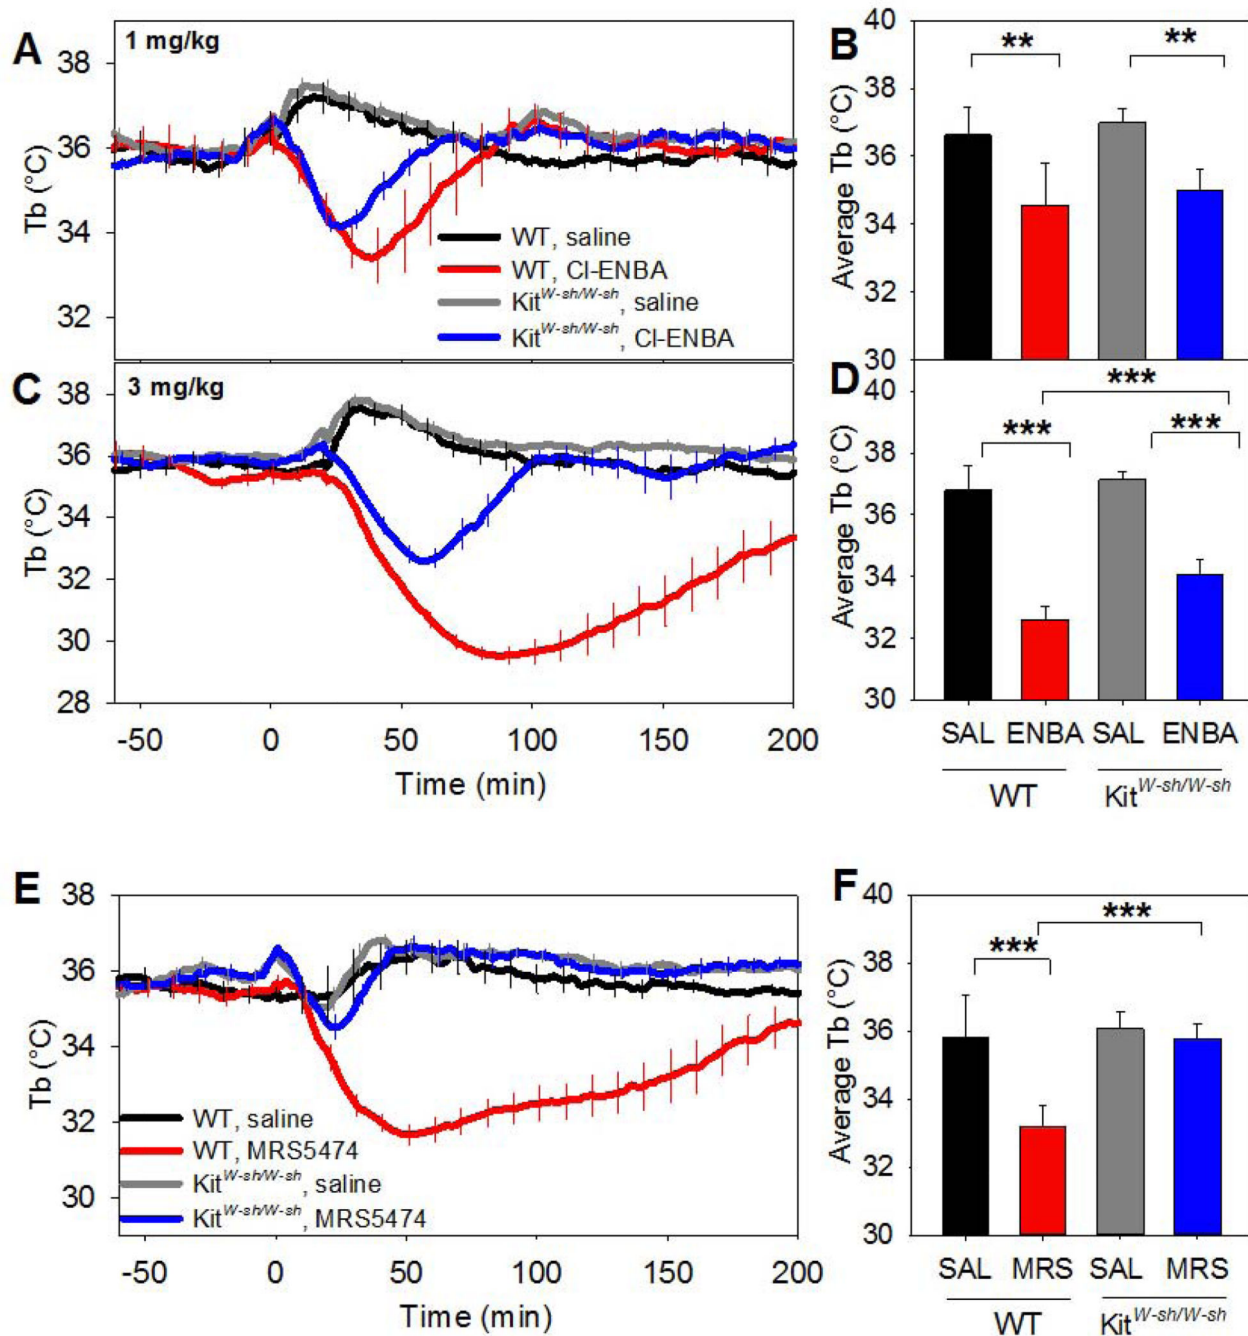 A
1 mg/kg
38
36
34
32
Tb (°C)
WT, saline
WT, Cl-ENBA
Kit W-sh/W-sh, saline
Kit W-sh/W-sh, Cl-ENBA
B
40
38
36
34
32
30
Average Tb (°C)
**
**
C
3 mg/kg
38
36
34
32
30
28
Tb (°C)
-50 0 50 100 150 200
Time (min)
D
40
38
36
34
32
30
Average Tb (°C)
***
***
***
SAL ENBA SAL ENBA
WT Kit W-sh/W-sh
E
38
36
34
32
30
Tb (°C)
WT, saline
WT, MRS5474
Kit W-sh/W-sh, saline
Kit W-sh/W-sh, MRS5474
-50 0 50 100 150 200
Time (min)
F
40
38
36
34
32
30
Average Tb (°C)
***
***
SAL MRS SAL MRS
WT Kit W-sh/W-sh